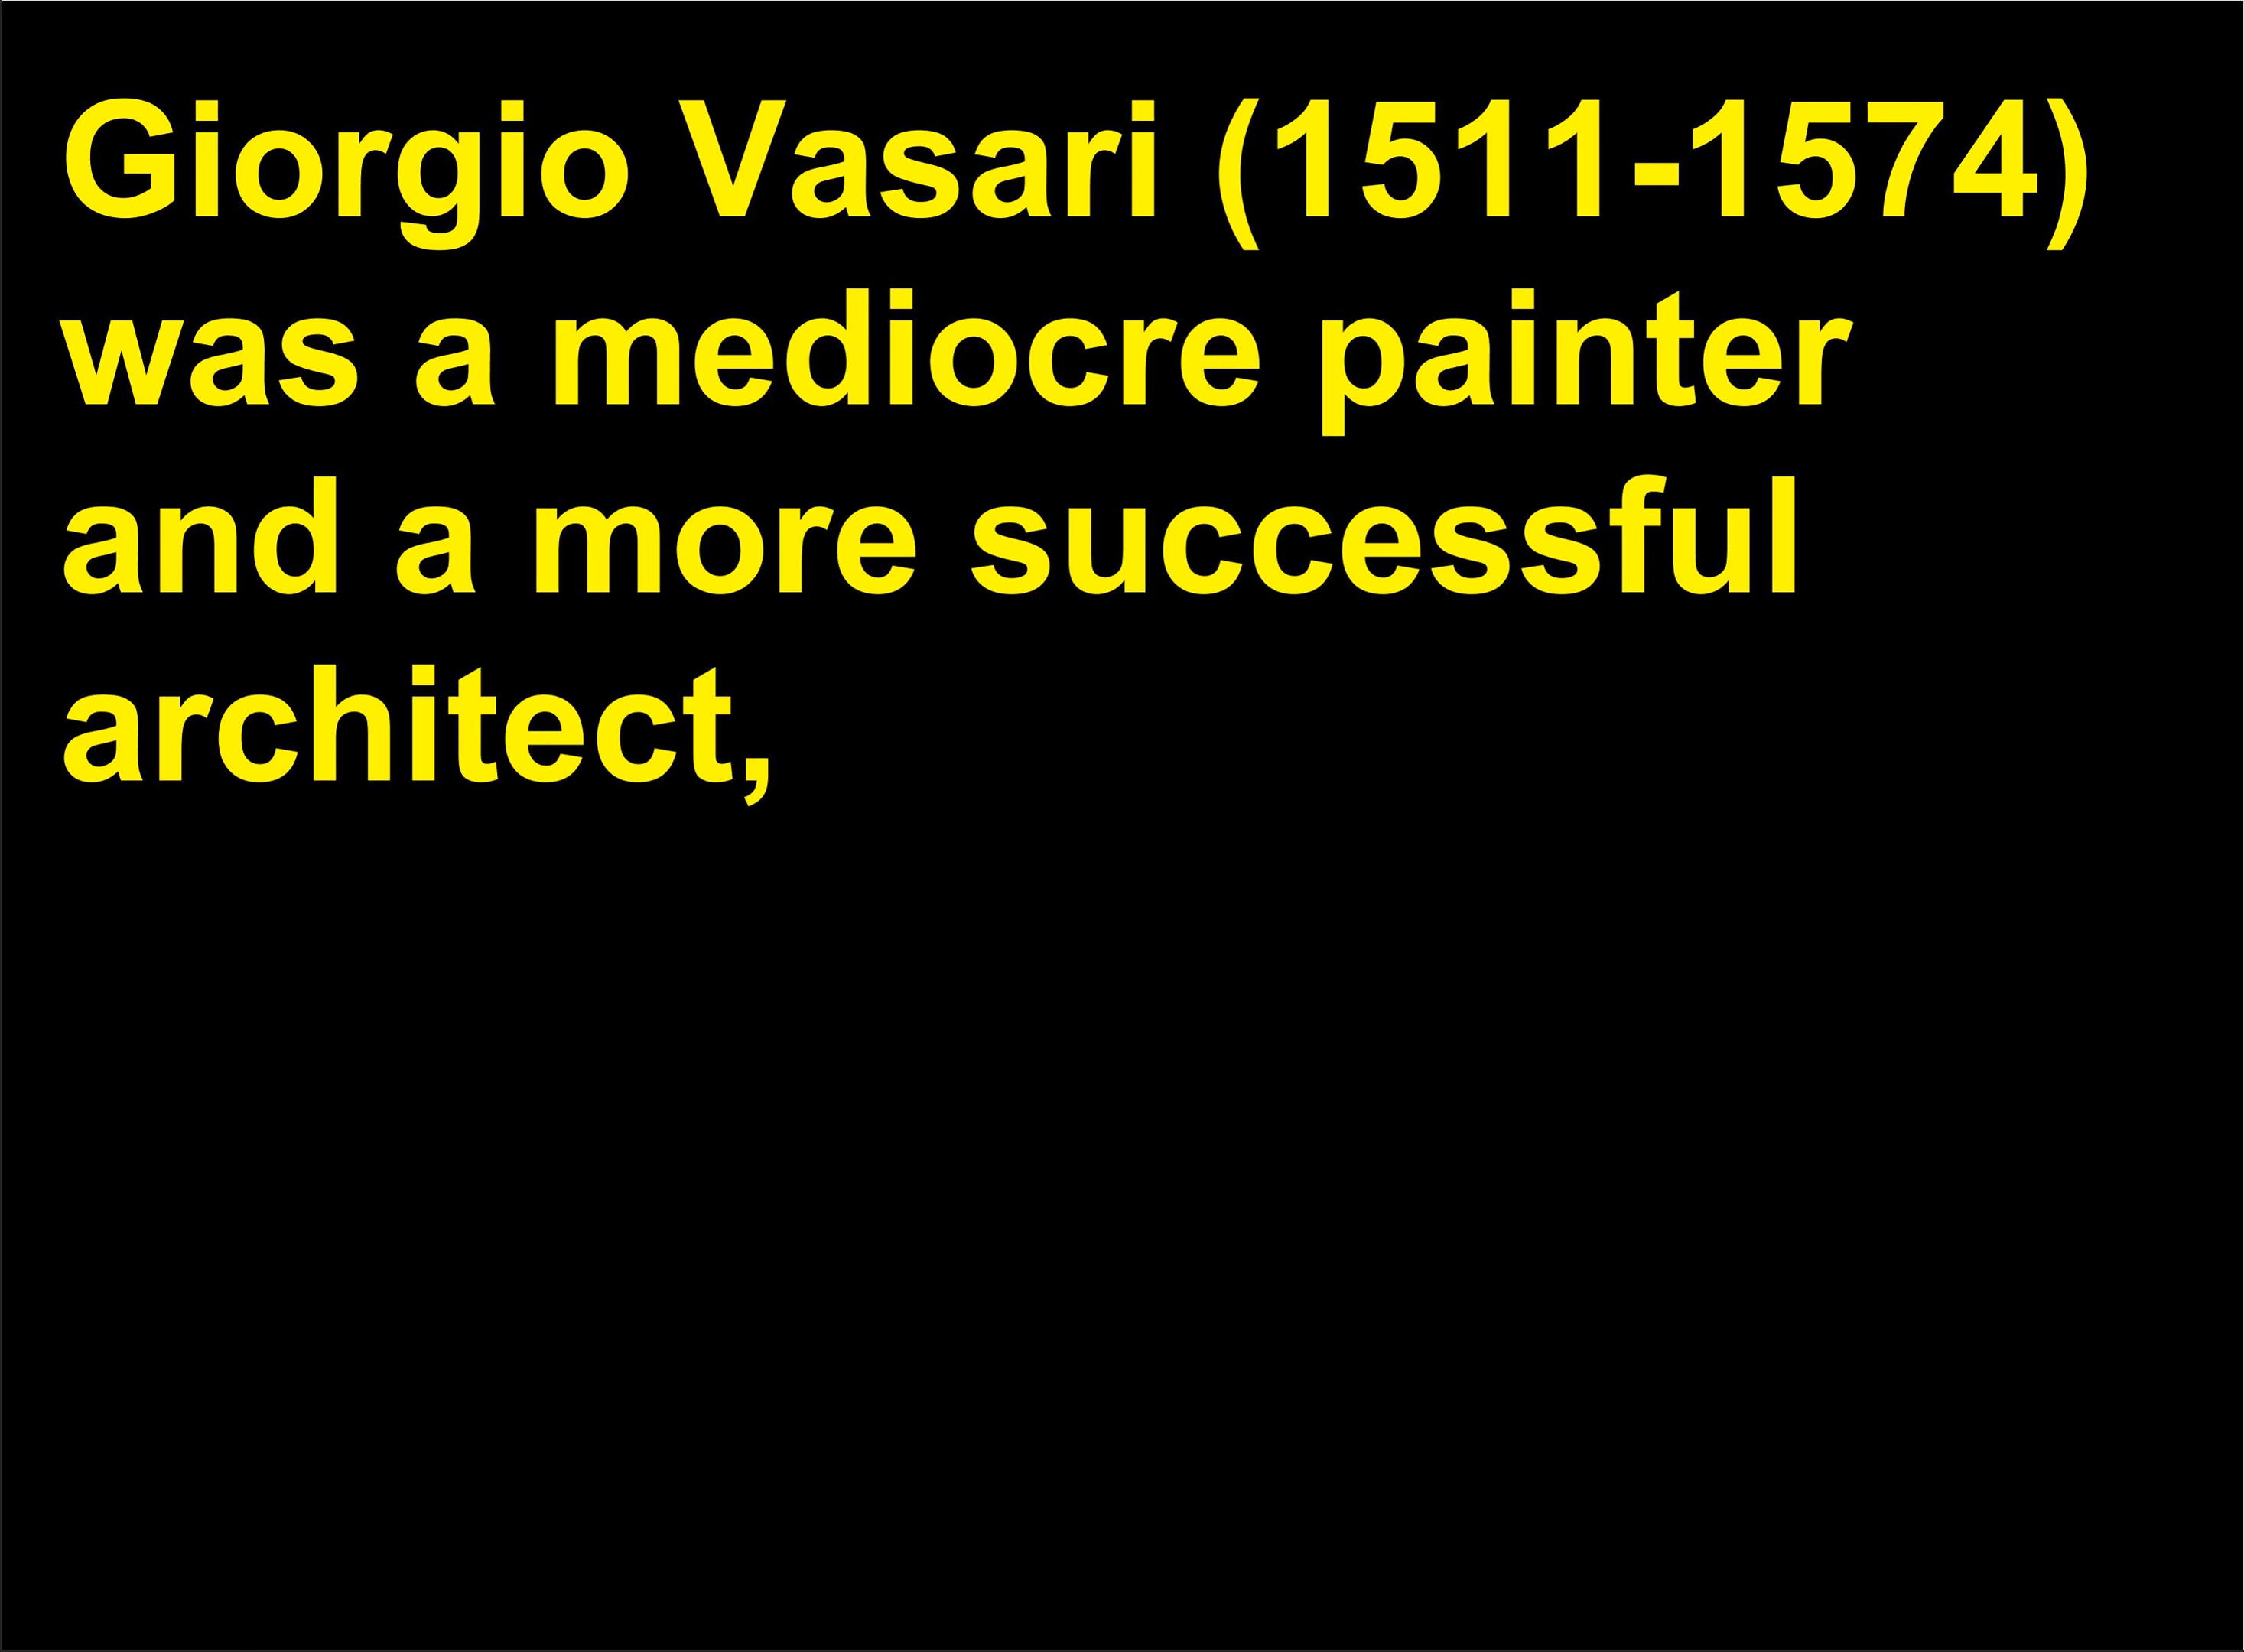 Giorgio Vasari (1511-1574)
was a mediocre painter
and a more successful
architect,